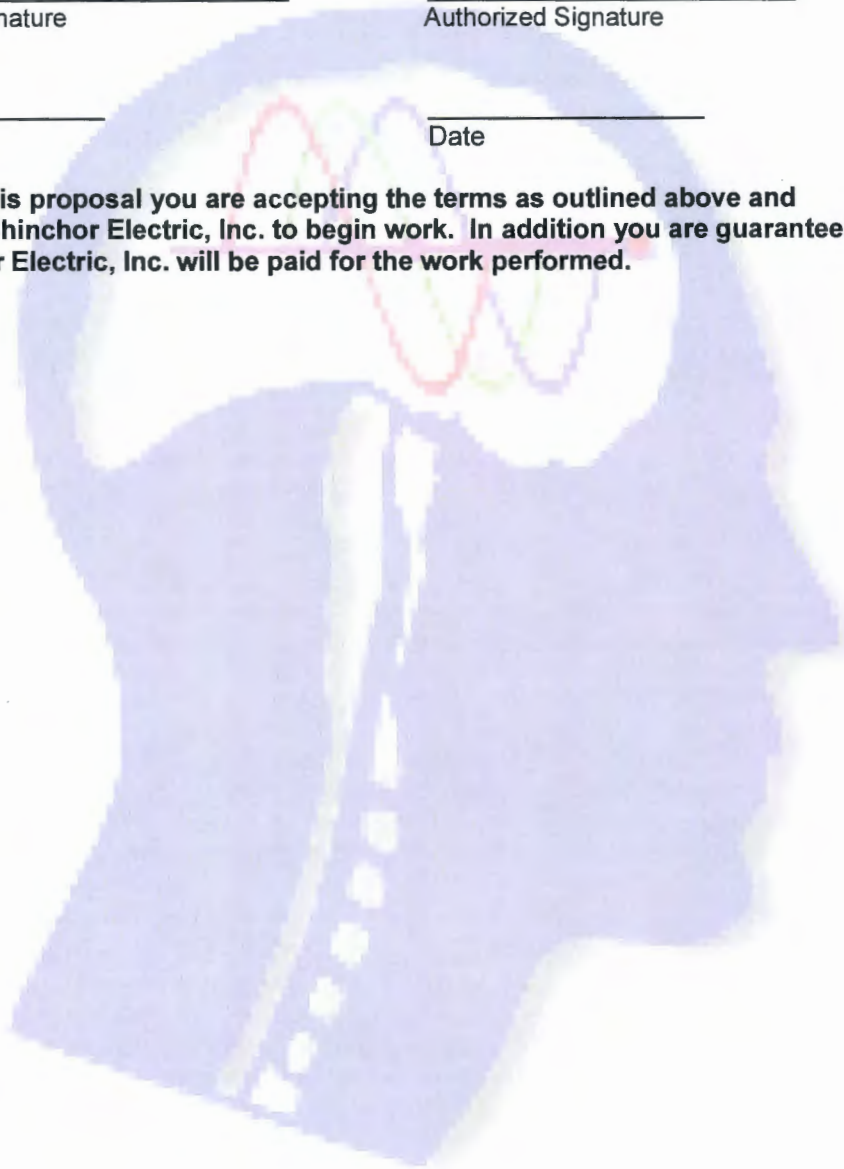 nature Authorized Signature
Date
is proposal you are accepting the terms as outlined above and
hinchor Electric, Inc. to begin work. In addition you are guarantee
r Electric, Inc. will be paid for the work performed.